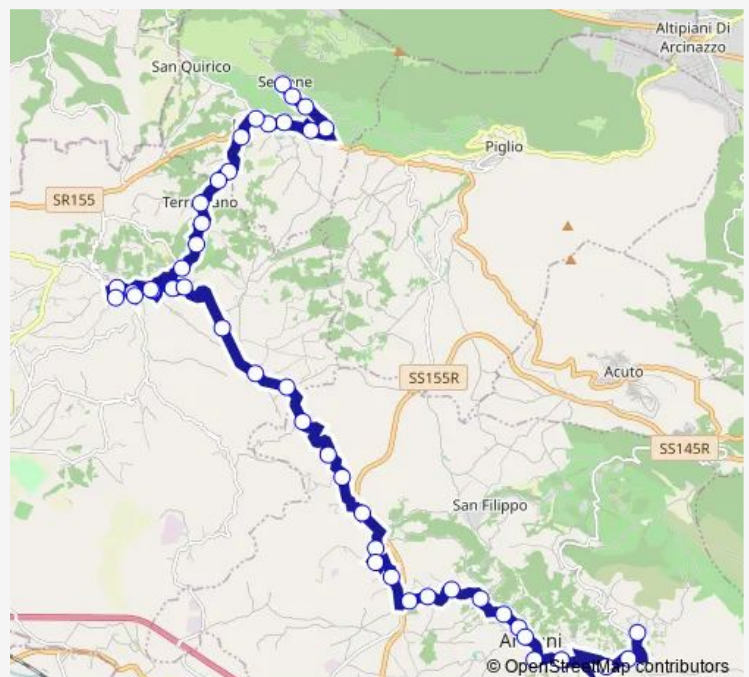 Altipiani Di
Arcinazzo
San Quirico
Piglio
SR155
SS155R
Acuto
SS145R
San Filippo
© OpenStreetMap contributors